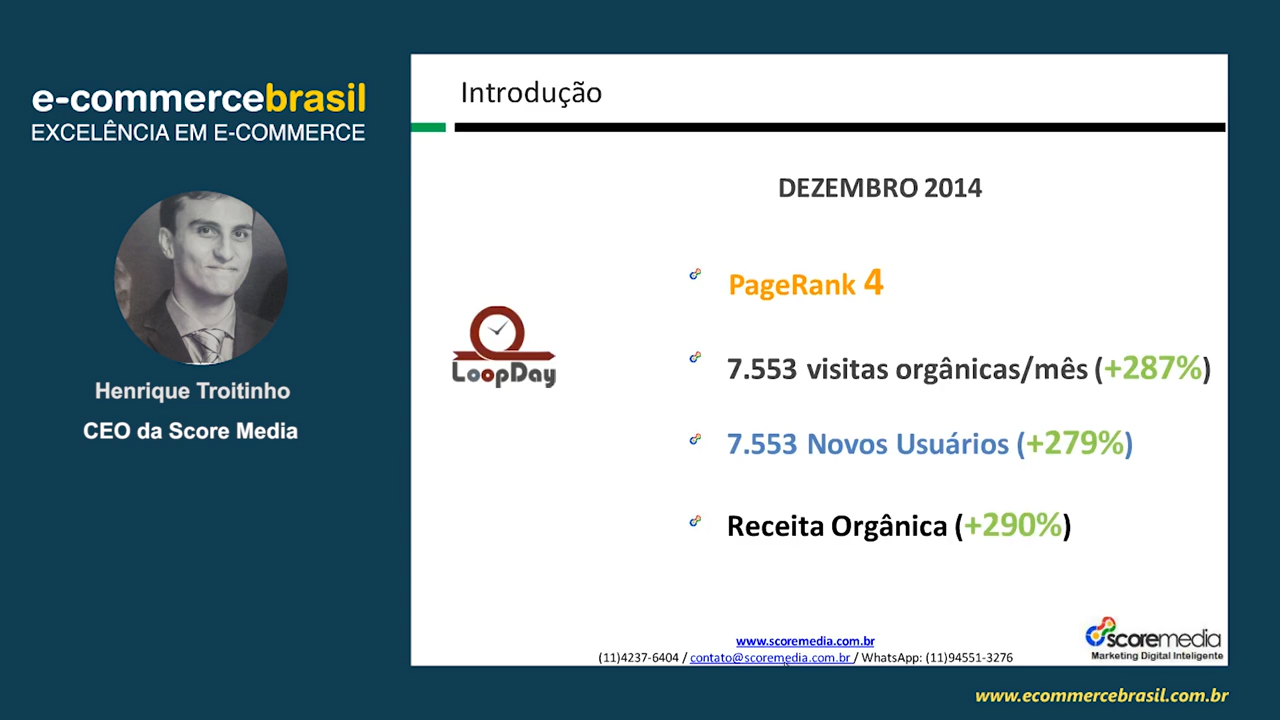 e-commercebrasil
EXCELÊNCIA EM E-COMMERCE
Henrique Troitinho
CEO da Score Media
Introdução
DEZEMBRO 2014
PageRank 4
7.553 visitas orgânicas/mês (+287%)
7.553 Novos Usuários (+279%)
Receita Orgânica (+290%)
LoopDay
www.scoremedia.com.br
(11)4237-6404 / contato@scoremedia.com.br / WhatsApp: (11)94551-3276
scoremedia
Marketing Digital Inteligente
www.ecommercebrasil.com.br